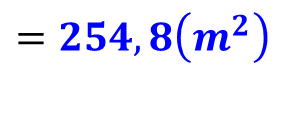 = 254,8(m²)